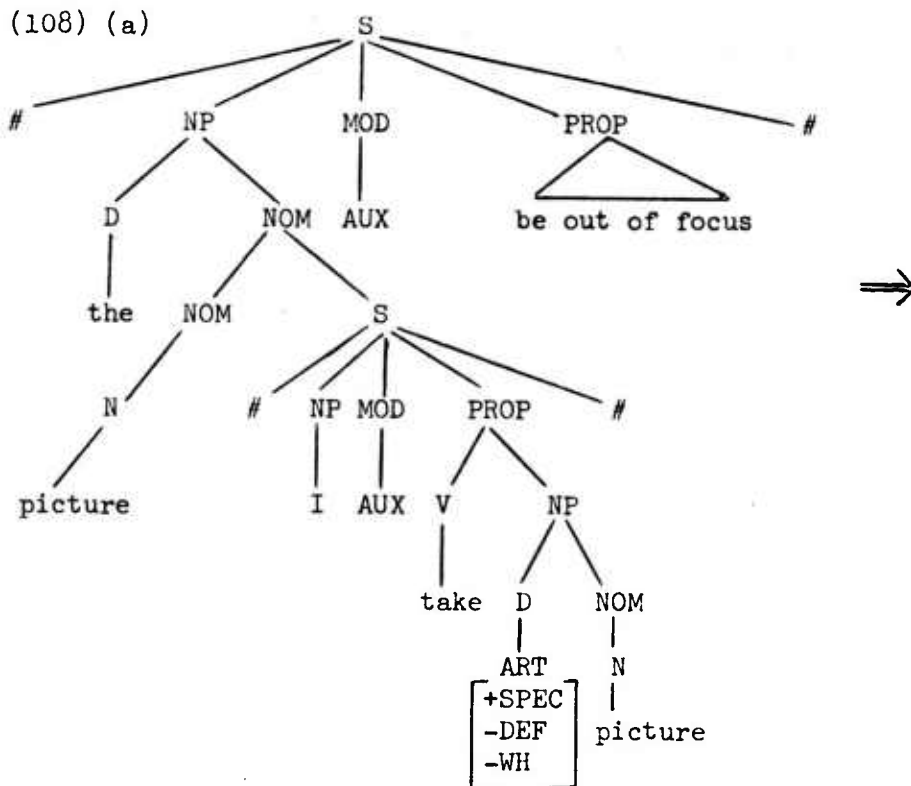 (108) (a)
S
# NP MOD PROP #
D NOM AUX be out of focus
the NOM S ⇒
N # NP MOD PROP #
picture I AUX V NP
take D NOM
ART N
+SPEC
-DEF picture
-WH